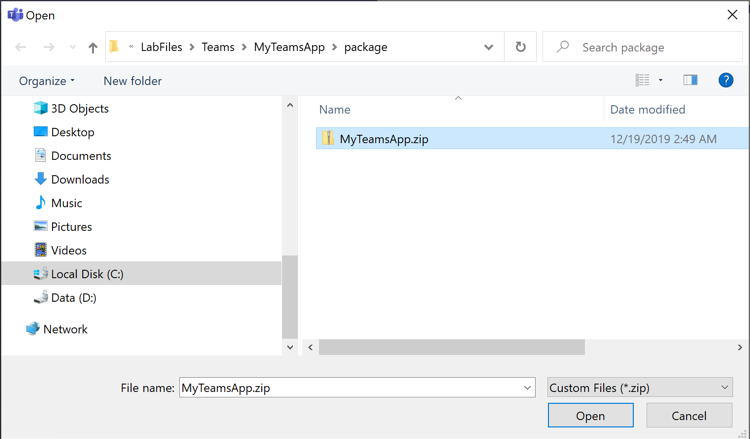 Open
« LabFiles > Teams > MyTeamsApp > package
Search package
Organize
New folder
?
Name
Date modified
3D Objects
Desktop
Documents
Downloads
Music
Pictures
Videos
Local Disk (C:)
Data (D:)
Network
MyTeamsApp.zip
12/19/2019 2:49 AM
File name:
MyTeamsApp.zip
Custom Files (*.zip)
Open
Cancel